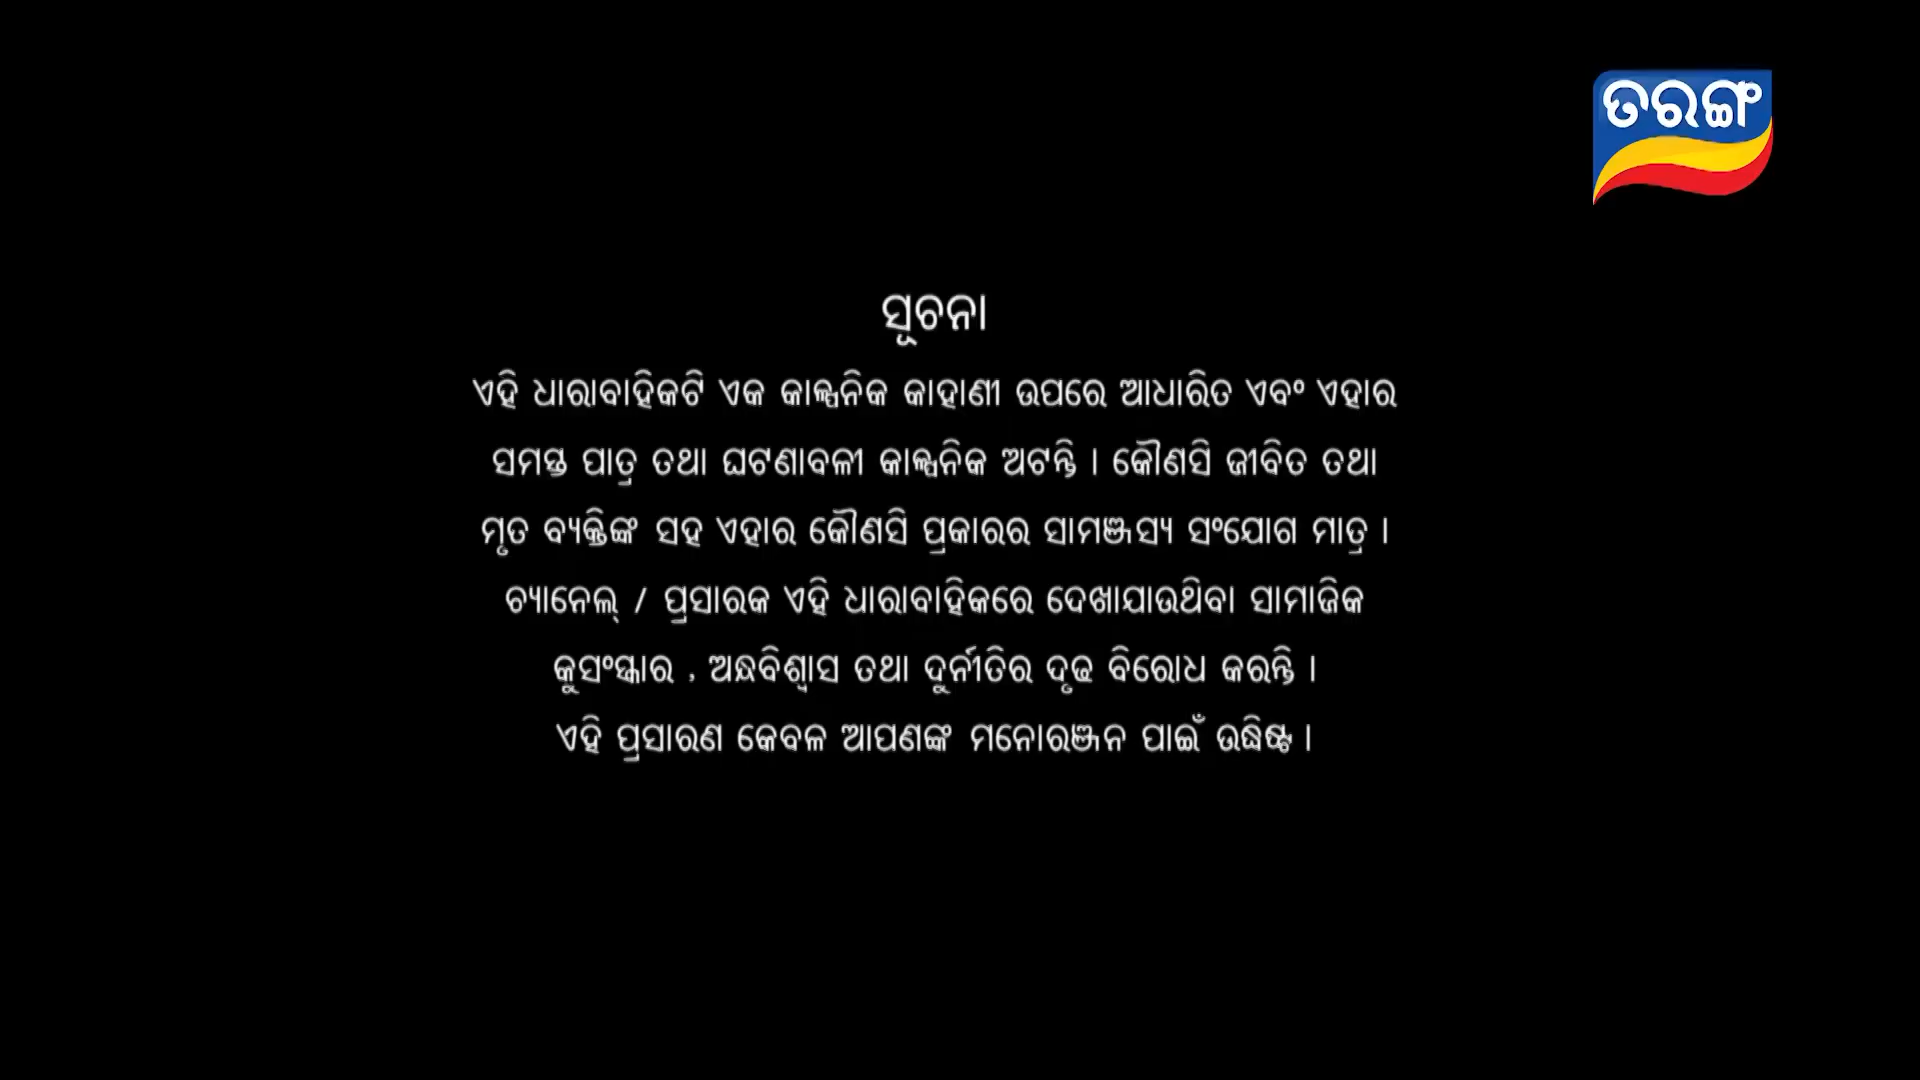 ତରଙ୍ଗ
ସୂଚନା
ଏହି ଧାରାବାହିକଟି ଏକ କାଳ୍ପନିକ କାହାଣୀ ଉପରେ ଆଧାରିତ ଏବଂ ଏହାର
ସମସ୍ତ ପାତ୍ର ତଥା ଘଟଣାବଳୀ କାଳ୍ପନିକ ଅଟନ୍ତି । କୌଣସି ଜୀବିତ ତଥା
ମୃତ ବ୍ୟକ୍ତିଙ୍କ ସହ ଏହାର କୌଣସି ପ୍ରକାରର ସାମଞ୍ଜସ୍ୟ ସଂଯୋଗ ମାତ୍ର ।
ଚ୍ୟାନେଲ୍ / ପ୍ରସାରକ ଏହି ଧାରାବାହିକରେ ଦେଖାଯାଉଥିବା ସାମାଜିକ
କୁସଂସ୍କାର , ଅନ୍ଧବିଶ୍ୱାସ ତଥା ଦୁର୍ନୀତିର ଦୃଢ ବିରୋଧ କରନ୍ତି ।
ଏହି ପ୍ରସାରଣ କେବଳ ଆପଣଙ୍କ ମନୋରଞ୍ଜନ ପାଇଁ ଉଦ୍ଧିଷ୍ଟ ।